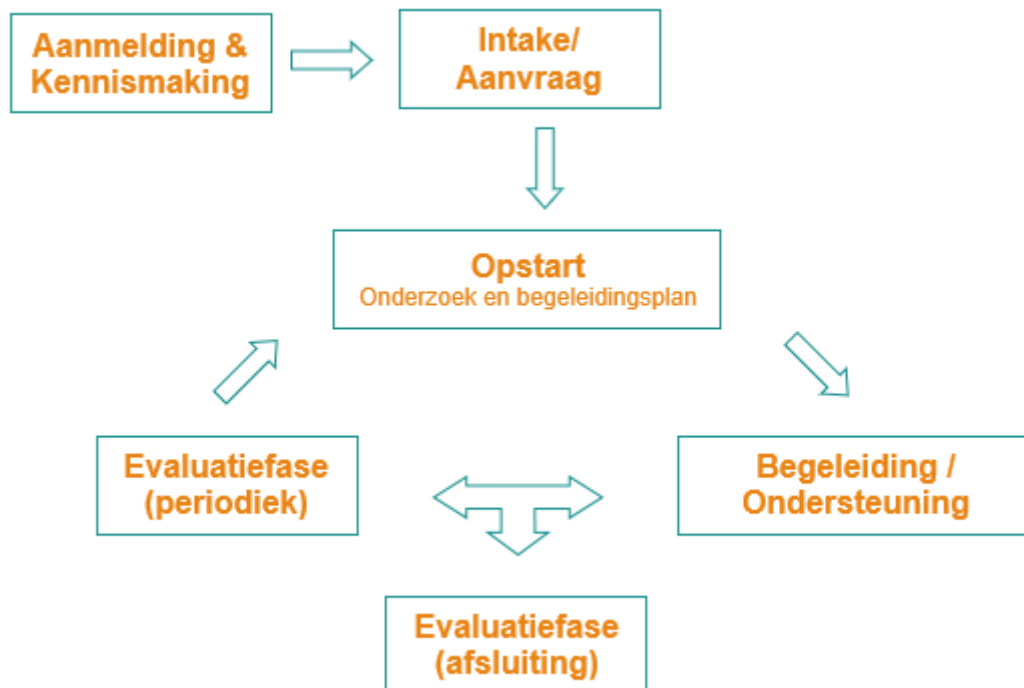 Aanmelding &
Kennismaking
Intake/
Aanvraag
Opstart
Onderzoek en begeleidingsplan
Evaluatiefase
(periodiek)
Begeleiding /
Ondersteuning
Evaluatiefase
(afsluiting)